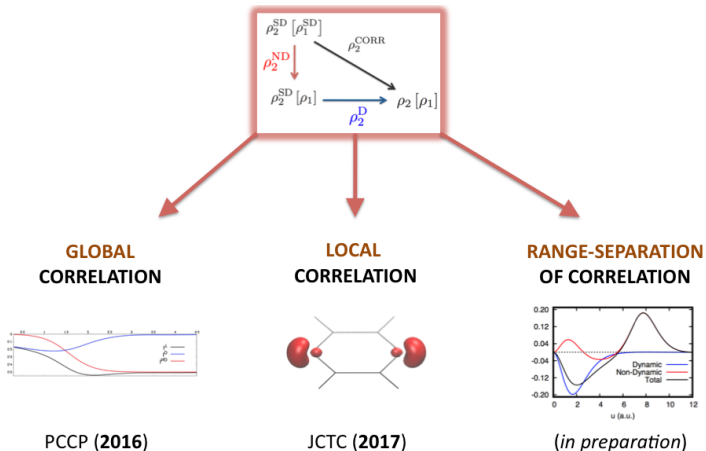 ρ₂^SD [ρ₁^SD]
ρ₂^CORR
ρ₂^ND
ρ₂^SD [ρ₁]
ρ₂ [ρ₁]
ρ₂^D
GLOBAL
CORRELATION
LOCAL
CORRELATION
RANGE-SEPARATION
OF CORRELATION
0.20
0.12
0.04
-0.04
-0.12
-0.20
Dynamic
Non-Dynamic
Total
0 2 4 6 8 10 12
u (a.u.)
PCCP (2016)
JCTC (2017)
(in preparation)